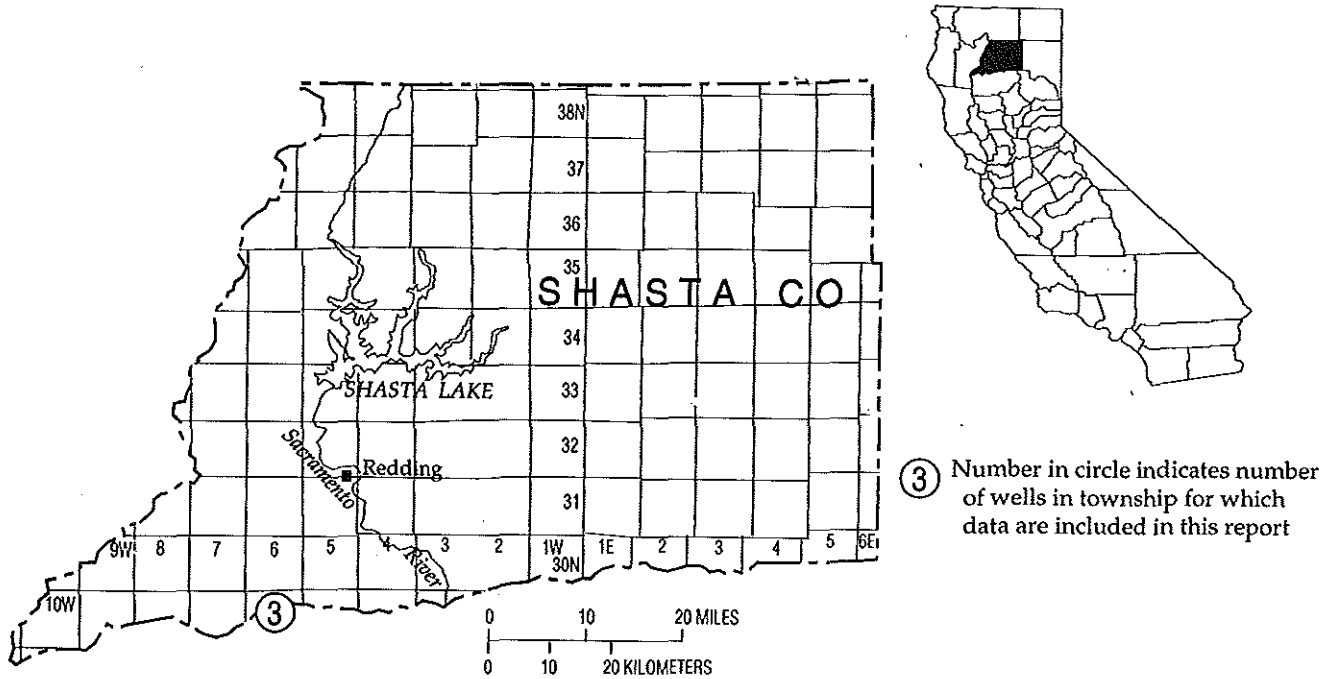 38N
37
36
35
SHASTA CO
34
SHASTA LAKE
33
32
Sacramento
Redding
31
9W 8 7 6 5 4 3 2 1W 1E 2 3 4 5 6E
30N
River
10W
3
0 10 20 MILES
0 10 20 KILOMETERS
3 Number in circle indicates number
of wells in township for which
data are included in this report